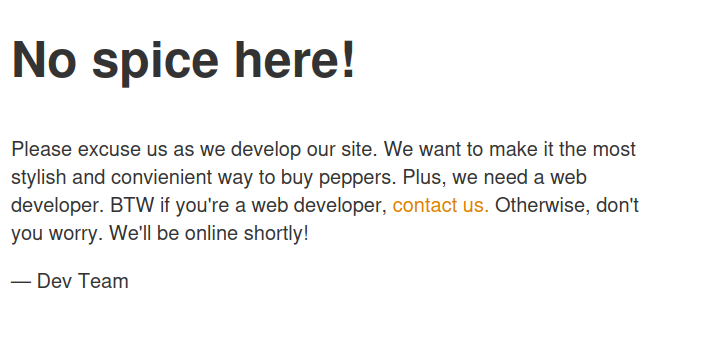 No spice here!
Please excuse us as we develop our site. We want to make it the most
stylish and convienient way to buy peppers. Plus, we need a web
developer. BTW if you're a web developer, contact us. Otherwise, don't
you worry. We'll be online shortly!
— Dev Team